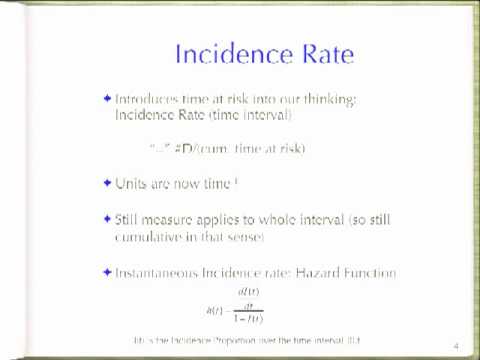 Incidence Rate
✦ Introduces time at risk into our thinking:
Incidence Rate (time interval)
“=” #D/(cum. time at risk)
✦ Units are now time⁻¹
✦ Still measure applies to whole interval (so still
cumulative in that sense)
✦ Instantaneous Incidence rate: Hazard Function
h(t) = (dI(t)/dt)/(1−I(t))
I(t) is the Incidence Proportion over the time interval [0,t]
4